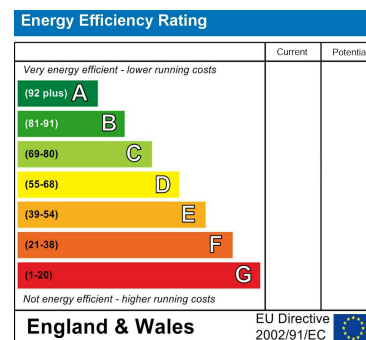 Energy Efficiency Rating
Current Potentia
Very energy efficient - lower running costs
(92 plus) A
(81-91) B
(69-80) C
(55-68) D
(39-54) E
(21-38) F
(1-20) G
Not energy efficient - higher running costs
England & Wales
EU Directive
2002/91/EC